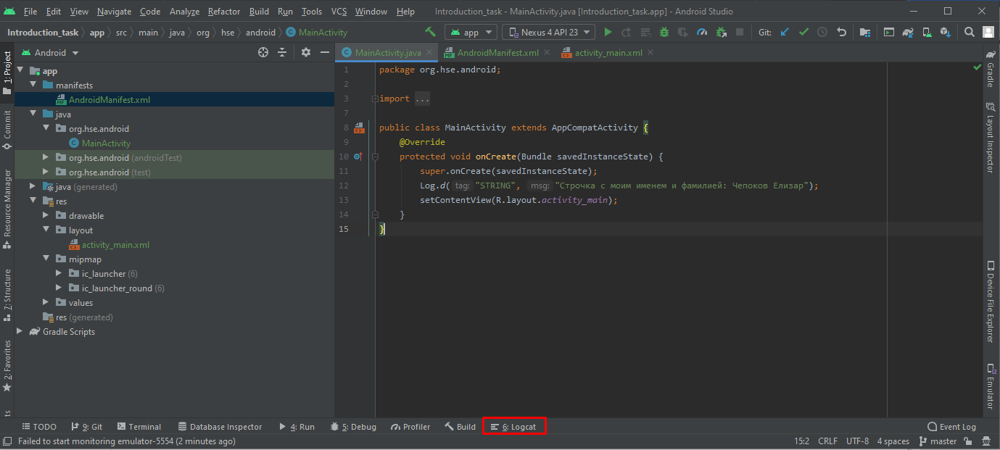 File Edit View Navigate Code Analyze Refactor Build Run Tools VCS Window Help Introduction_task - MainActivity.java [Introduction_task.app] - Android Studio
Introduction_task app src main java org hse android MainActivity app Nexus 4 API 23 Git:
Android
MainActivity.java AndroidManifest.xml activity_main.xml
1: Project
Commit
Resource Manager
7: Structure
2: Favorites
ts
app
manifests
AndroidManifest.xml
java
org.hse.android
MainActivity
org.hse.android (androidTest)
org.hse.android (test)
java (generated)
res
drawable
layout
activity_main.xml
mipmap
ic_launcher (6)
ic_launcher_round (6)
values
res (generated)
Gradle Scripts
1 package org.hse.android;
2
3 import ...
7
8 public class MainActivity extends AppCompatActivity {
9 @Override
10 protected void onCreate(Bundle savedInstanceState) {
11 super.onCreate(savedInstanceState);
12 Log.d( tag: "STRING", msg: "Строчка с моим именем и фамилией: Чепоков Елизар");
13 setContentView(R.layout.activity_main);
14 }
15 }
Gradle
Layout Inspector
Device File Explorer
Emulator
TODO 9: Git Terminal Database Inspector 4: Run 5: Debug Profiler Build 6: Logcat Event Log
Failed to start monitoring emulator-5554 (2 minutes ago) 15:2 CRLF UTF-8 4 spaces master